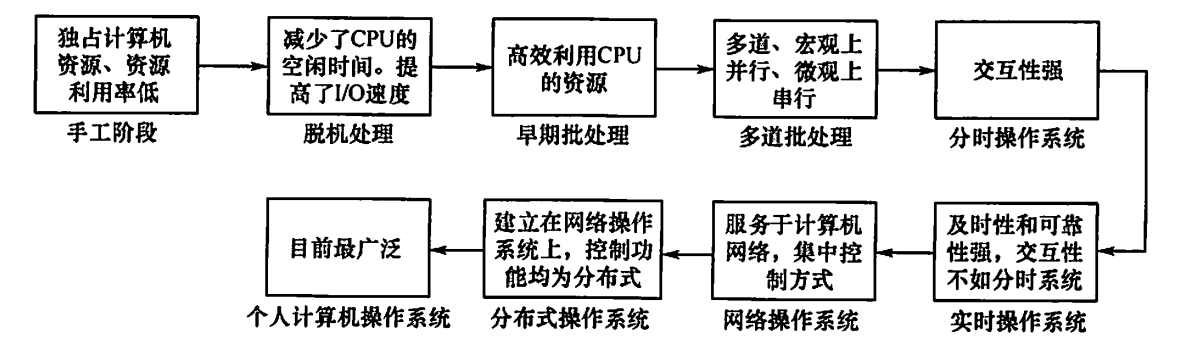 独占计算机
资源、资源
利用率低
手工阶段
减少了CPU的
空闲时间。提
高了I/O速度
脱机处理
高效利用CPU
的资源
早期批处理
多道、宏观上
并行、微观上
串行
多道批处理
交互性强
分时操作系统
及时性和可靠
性强，交互性
不如分时系统
实时操作系统
服务于计算机
网络，集中控
制方式
网络操作系统
建立在网络操作
系统上，控制功
能均为分布式
分布式操作系统
目前最广泛
个人计算机操作系统